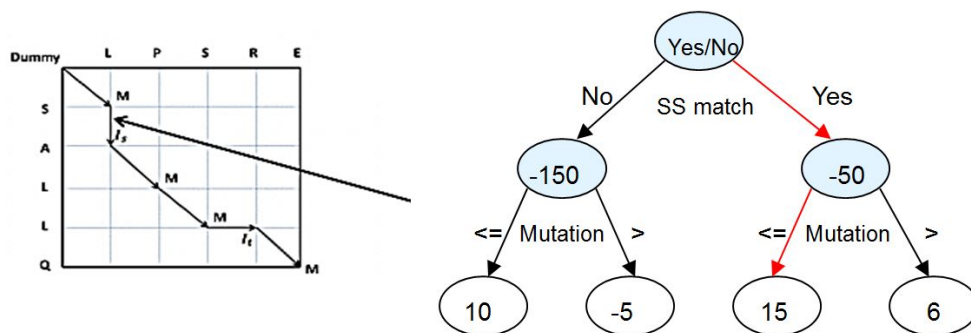 Dummy L P S R E
S M
I_s
A
L M
L M
I_t
Q M
Yes/No
No SS match Yes
-150 -50
<= Mutation > <= Mutation >
10 -5 15 6